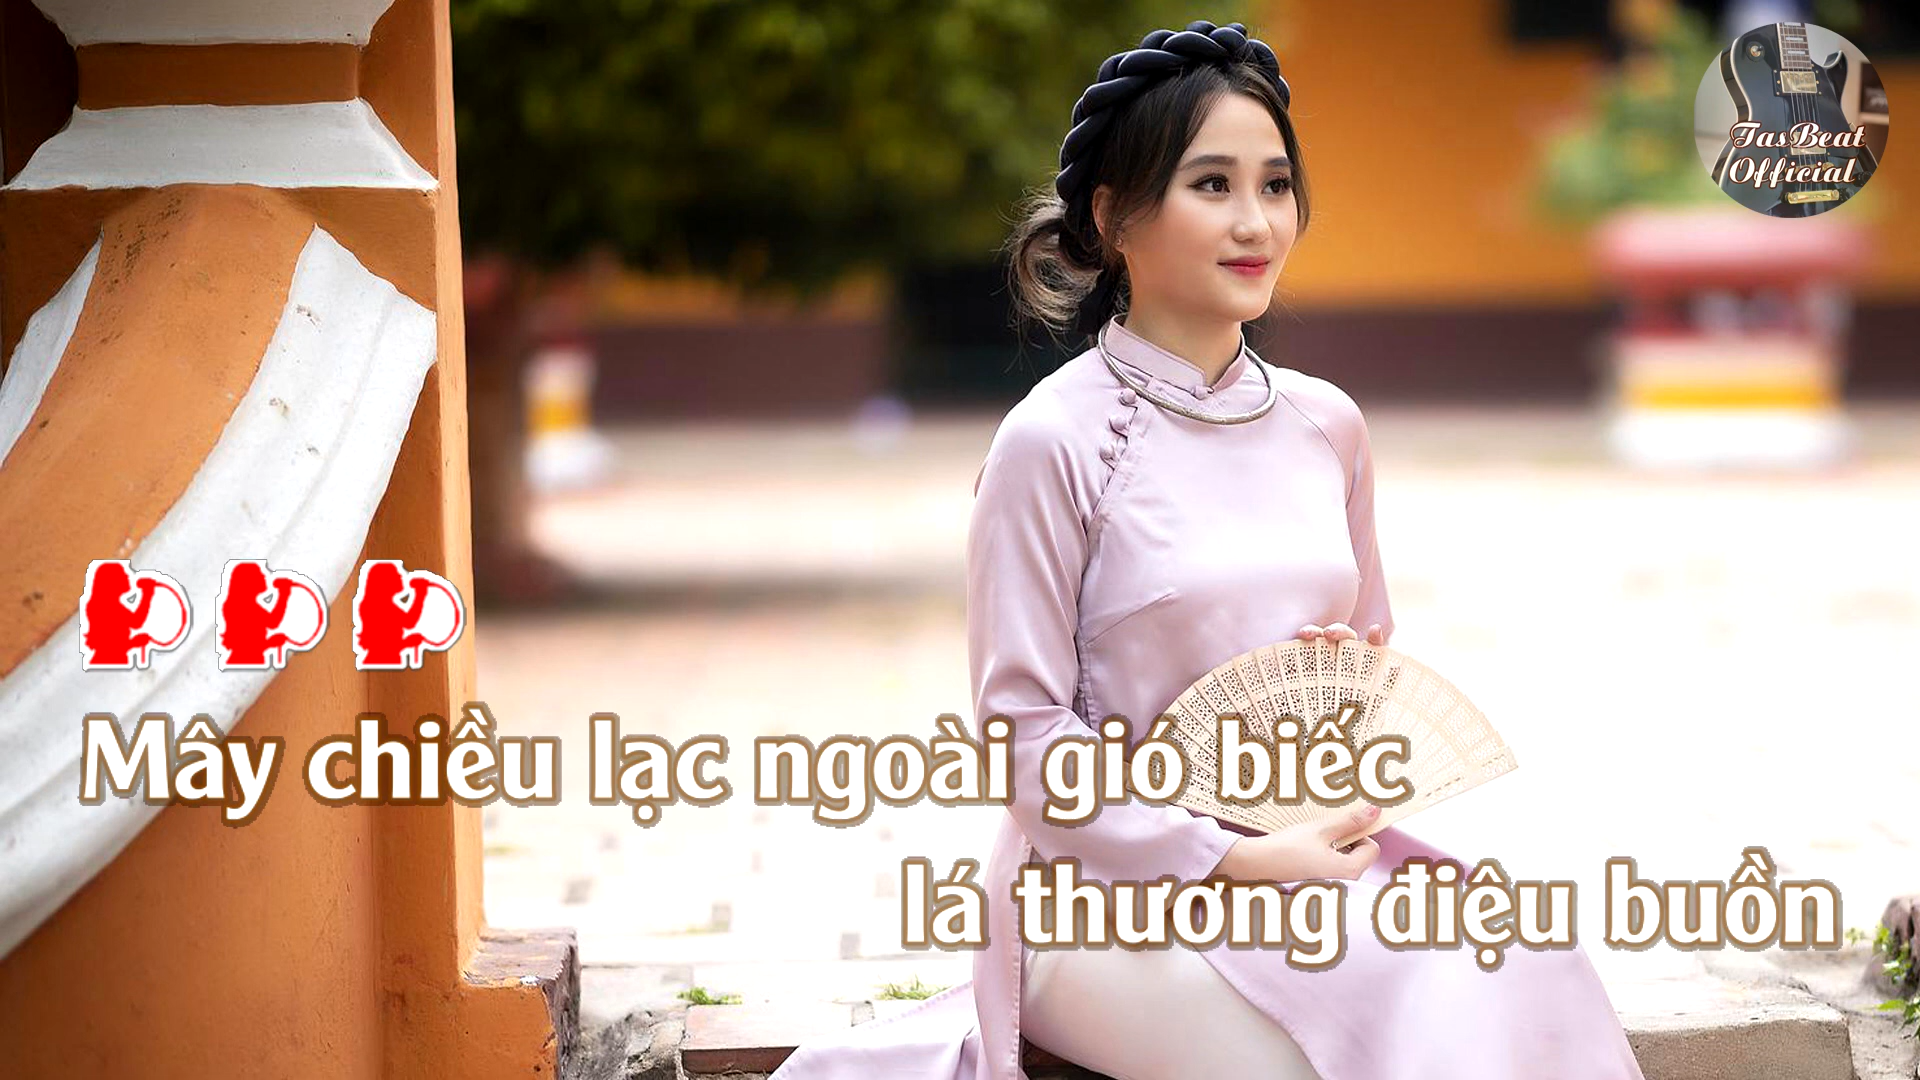 TasBeat
Official
Mây chiều lạc ngoài gió biếc
lá thương điệu buồn